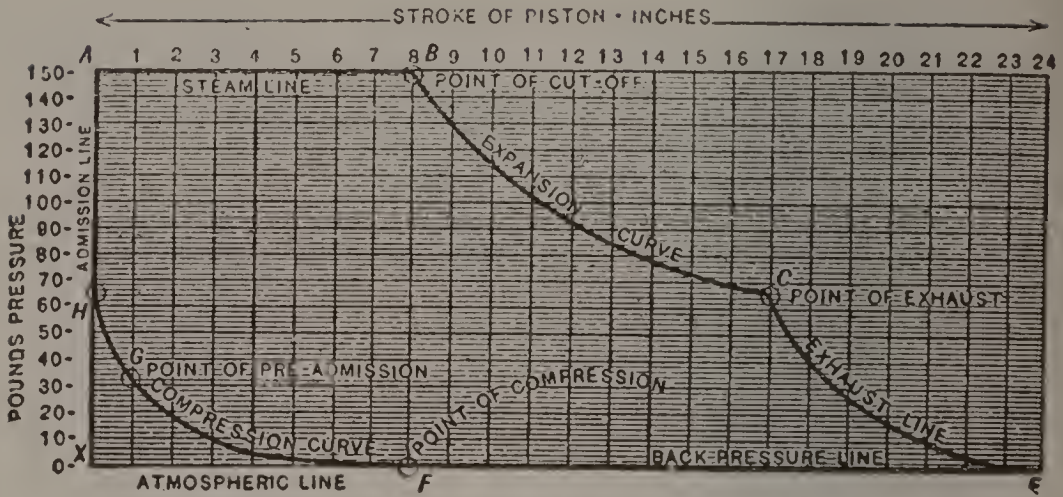 STROKE OF PISTON · INCHES
A 1 2 3 4 5 6 7 8 B 9 10 11 12 13 14 15 16 17 18 19 20 21 22 23 24
150-
140-
130-
120-
110-
100-
90-
80-
70-
60-
50-
40-
30-
20-
10-
0-
POUNDS PRESSURE
ADMISSION LINE
STEAM LINE
POINT OF CUT-OFF
EXPANSION
CURVE
C
POINT OF EXHAUST
H
G
POINT OF PRE-ADMISSION
COMPRESSION CURVE
POINT OF COMPRESSION
EXHAUST LINE
BACK-PRESSURE LINE
X
ATMOSPHERIC LINE
F
E